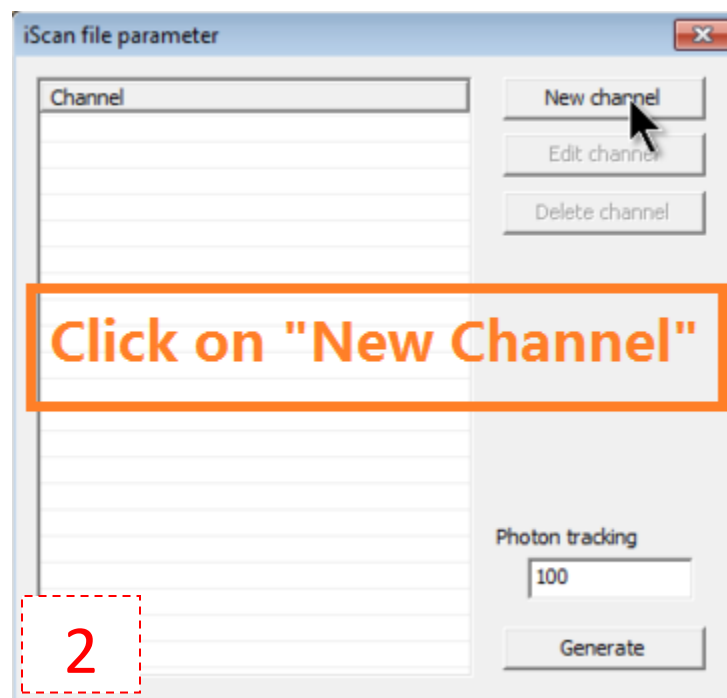 iScan file parameter
Channel
New channel
Edit channel
Delete channel
Click on "New Channel"
Photon tracking
100
Generate
2